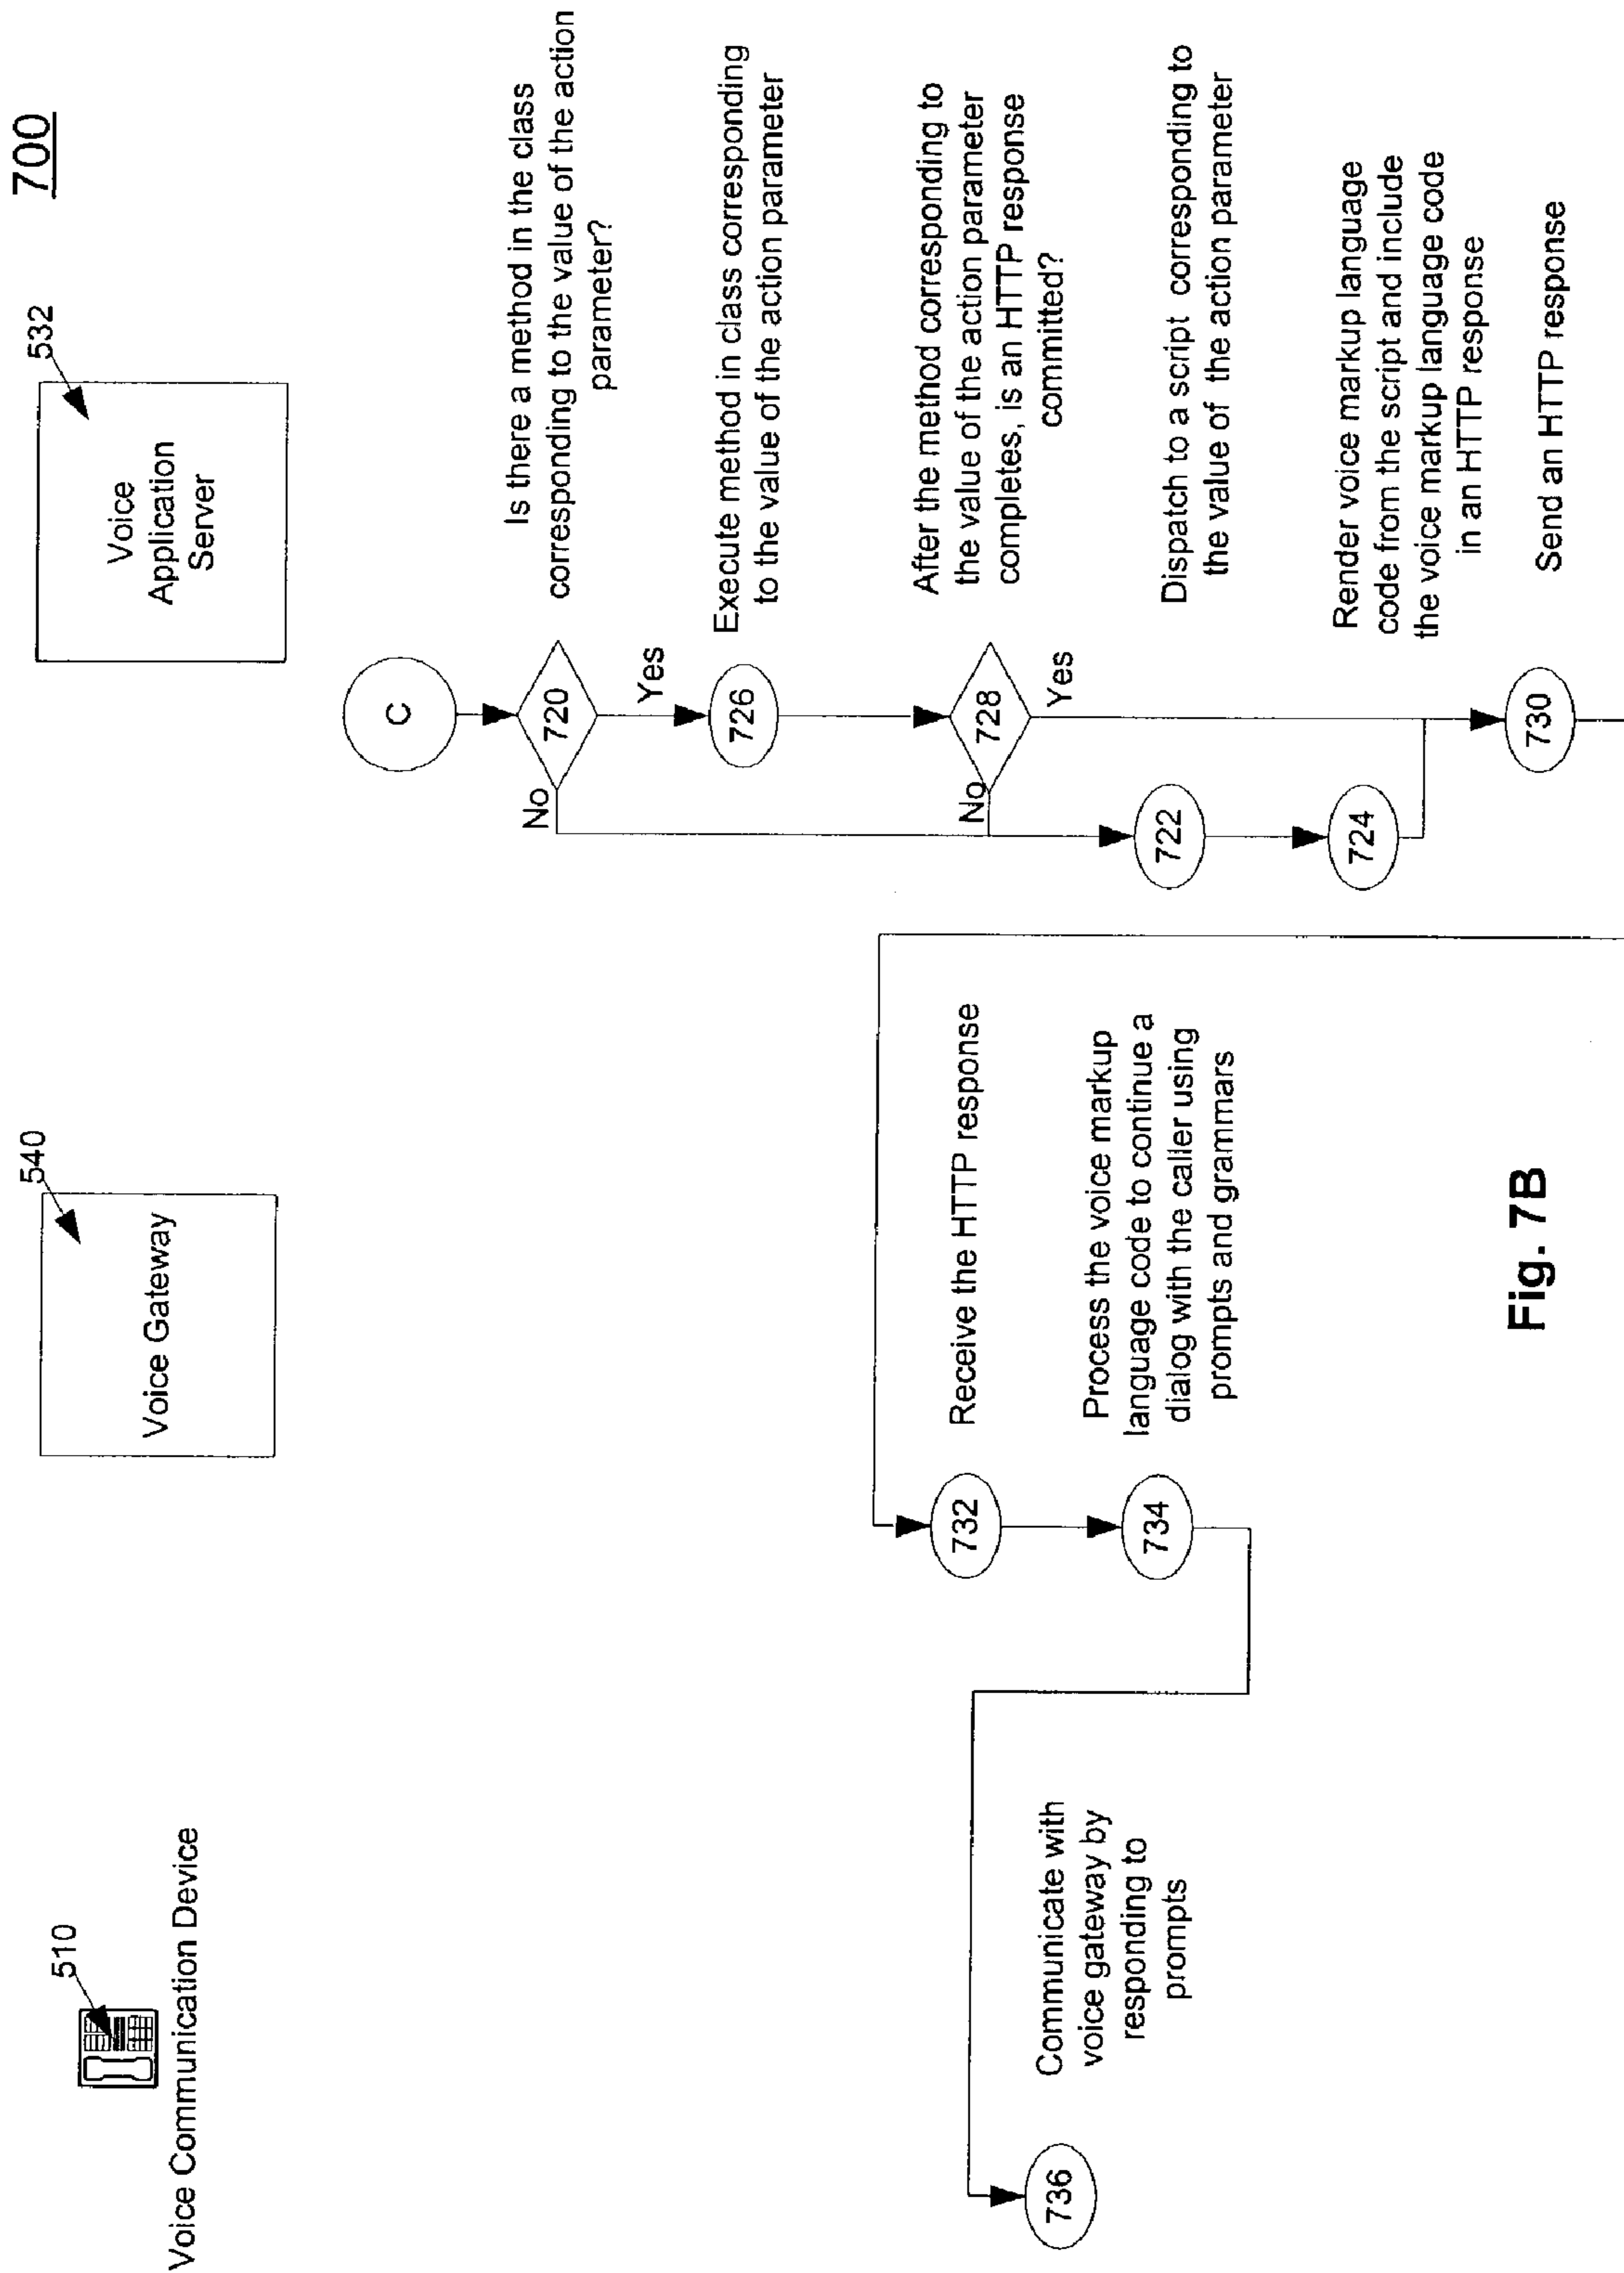 700
510
Voice Communication Device
540
Voice Gateway
532
Voice
Application
Server
C
720
No
Yes
Is there a method in the class
corresponding to the value of the action
parameter?
726
Execute method in class corresponding
to the value of the action parameter
728
No
Yes
After the method corresponding to
the value of the action parameter
completes, is an HTTP response
committed?
722
Dispatch to a script corresponding to
the value of the action parameter
724
Render voice markup language
code from the script and include
the voice markup language code
in an HTTP response
730
Send an HTTP response
732
Receive the HTTP response
734
Process the voice markup
language code to continue a
dialog with the caller using
prompts and grammars
736
Communicate with
voice gateway by
responding to
prompts
Fig. 7B